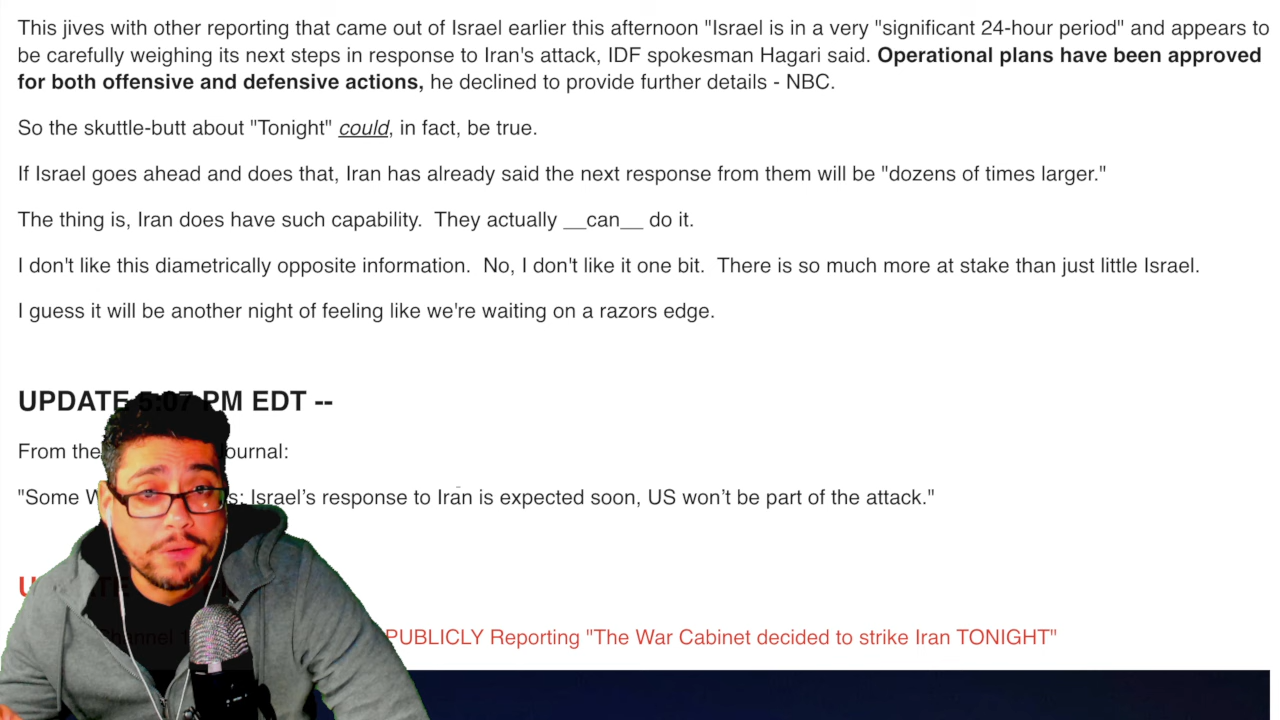 This jives with other reporting that came out of Israel earlier this afternoon "Israel is in a very "significant 24-hour period" and appears to
be carefully weighing its next steps in response to Iran's attack, IDF spokesman Hagari said. Operational plans have been approved
for both offensive and defensive actions, he declined to provide further details - NBC.
So the skuttle-butt about "Tonight" could, in fact, be true.
If Israel goes ahead and does that, Iran has already said the next response from them will be "dozens of times larger."
The thing is, Iran does have such capability. They actually __can__ do it.
I don't like this diametrically opposite information. No, I don't like it one bit. There is so much more at stake than just little Israel.
I guess it will be another night of feeling like we're waiting on a razors edge.
UPDATE 5:07 PM EDT --
From the ournal:
"Some Israel’s response to Iran is expected soon, US won’t be part of the attack."
PUBLICLY Reporting "The War Cabinet decided to strike Iran TONIGHT"